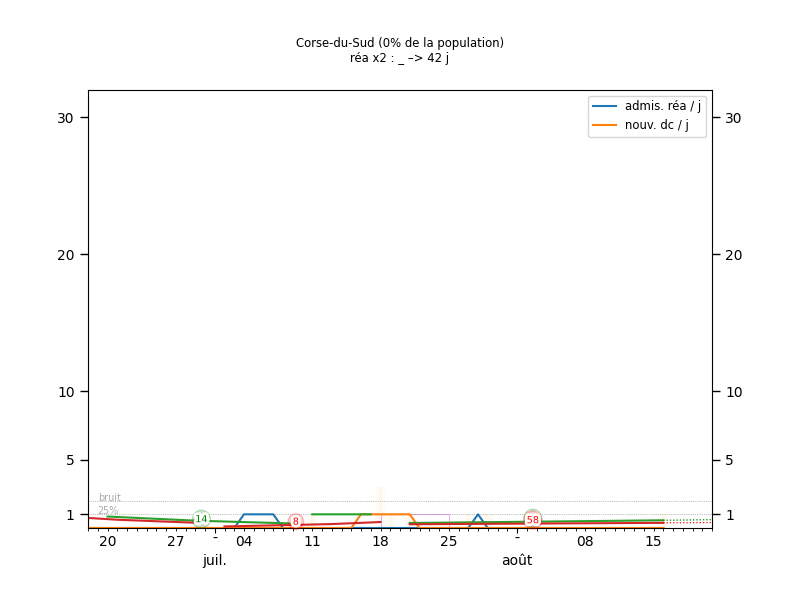 Corse-du-Sud (0% de la population)
réa x2 : _ –> 42 j
admis. réa / j
nouv. dc / j
30 30
20 20
10 10
5 5
bruit
25%
1 1
14 8 58
20 27 - 04 11 18 25 - 08 15
juil. août